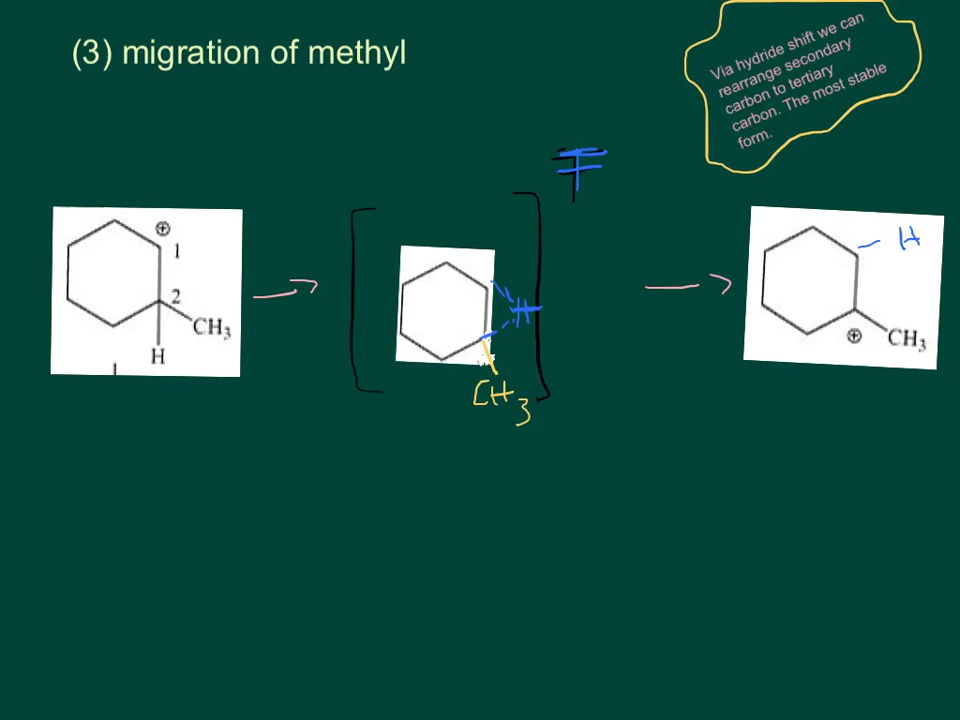 (3) migration of methyl
Via hydride shift we can
rearrange secondary
carbon to tertiary
carbon. The most stable
form.
⊕
1
2
CH3
H
H
CH3
H
⊕
CH3